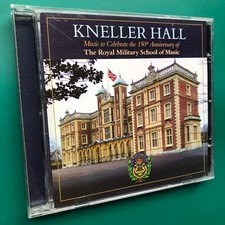 KNELLER HALL
Music to Celebrate the 150th Anniversary of
The Royal Military School of Music